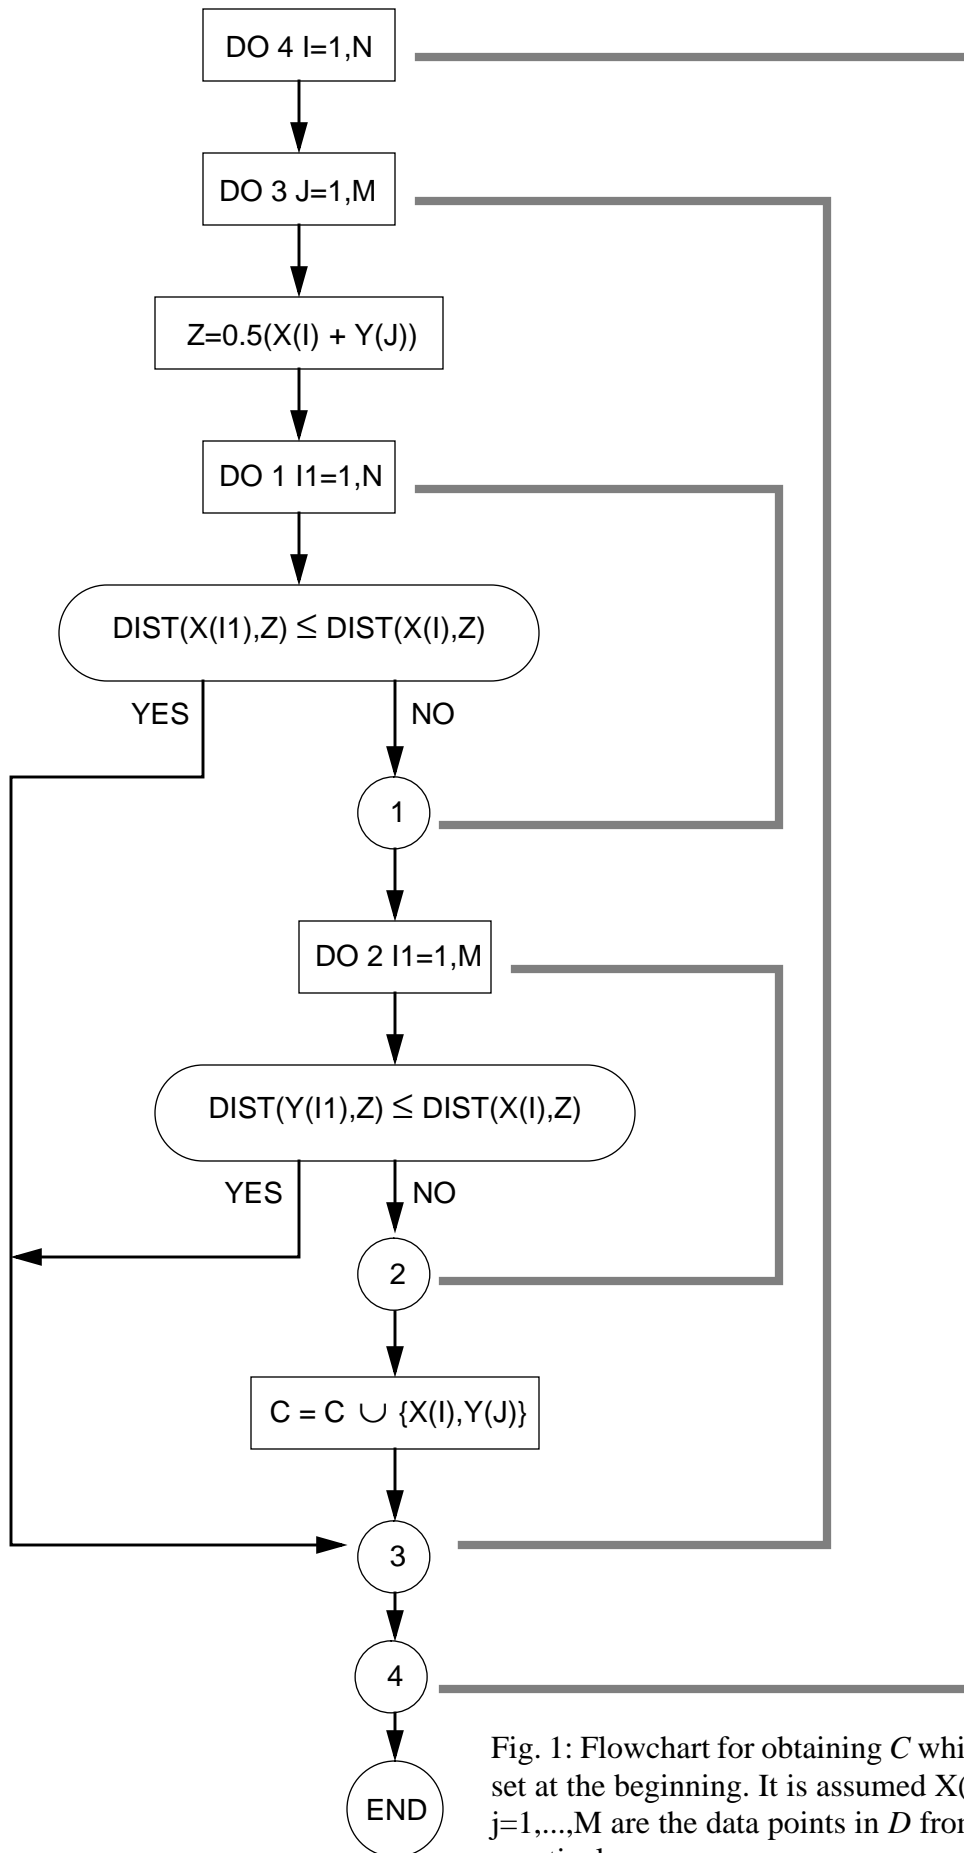 DO 4 I=1,N
DO 3 J=1,M
Z=0.5(X(I) + Y(J))
DO 1 I1=1,N
DIST(X(I1),Z) ≤ DIST(X(I),Z)
YES
NO
1
DO 2 I1=1,M
DIST(Y(I1),Z) ≤ DIST(X(I),Z)
YES
NO
2
C = C ∪ {X(I),Y(J)}
3
4
END
Fig. 1: Flowchart for obtaining C whi
set at the beginning. It is assumed X(
j=1,...,M are the data points in D from